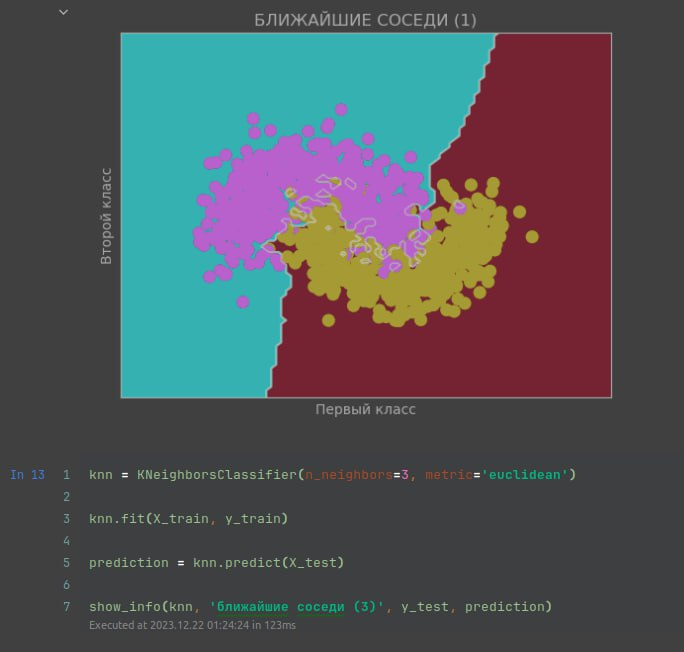 БЛИЖАЙШИЕ СОСЕДИ (1)
Второй класс
Первый класс
In 13
1 knn = KNeighborsClassifier(n_neighbors=3, metric='euclidean')
2
3 knn.fit(X_train, y_train)
4
5 prediction = knn.predict(X_test)
6
7 show_info(knn, 'ближайшие соседи (3)', y_test, prediction)
Executed at 2023.12.22 01:24:24 in 123ms